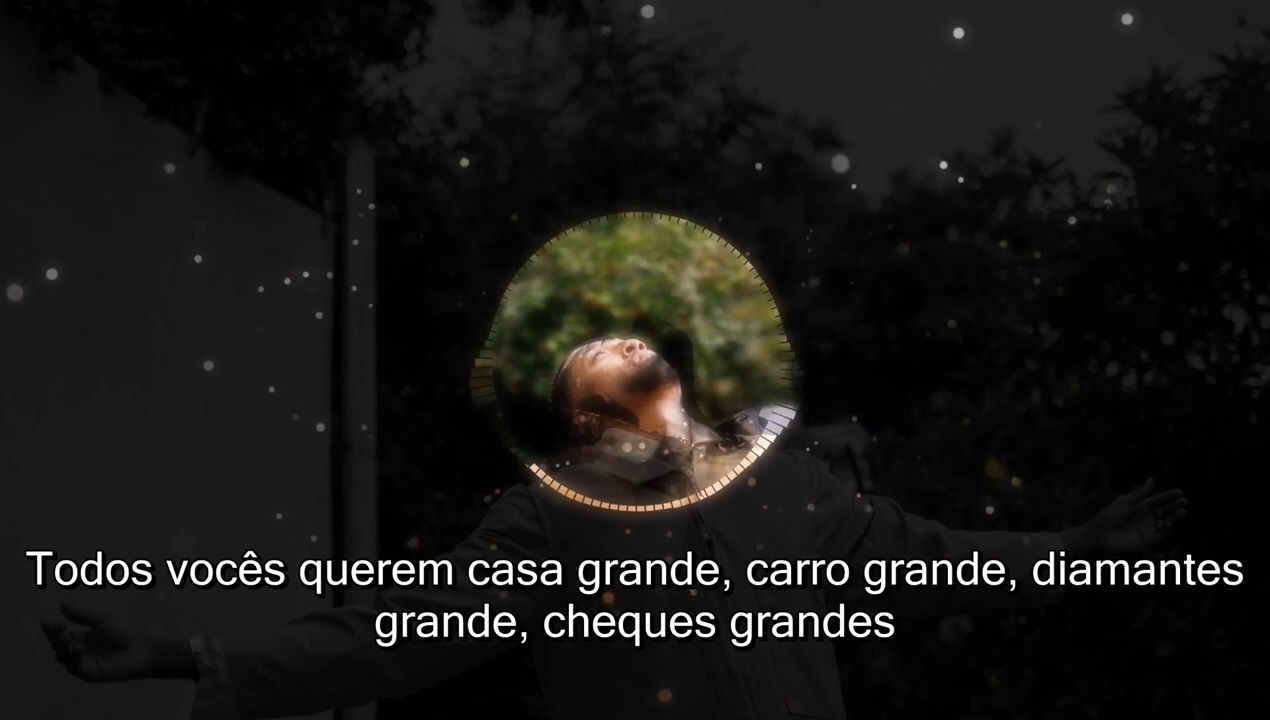 Todos vocês querem casa grande, carro grande, diamantes
grande, cheques grandes